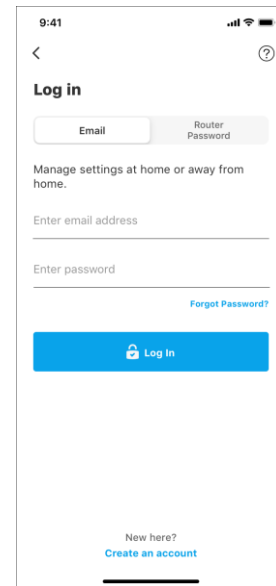 9:41
Log in
Email
Router
Password
Manage settings at home or away from
home.
Enter email address
Enter password
Forgot Password?
Log In
New here?
Create an account